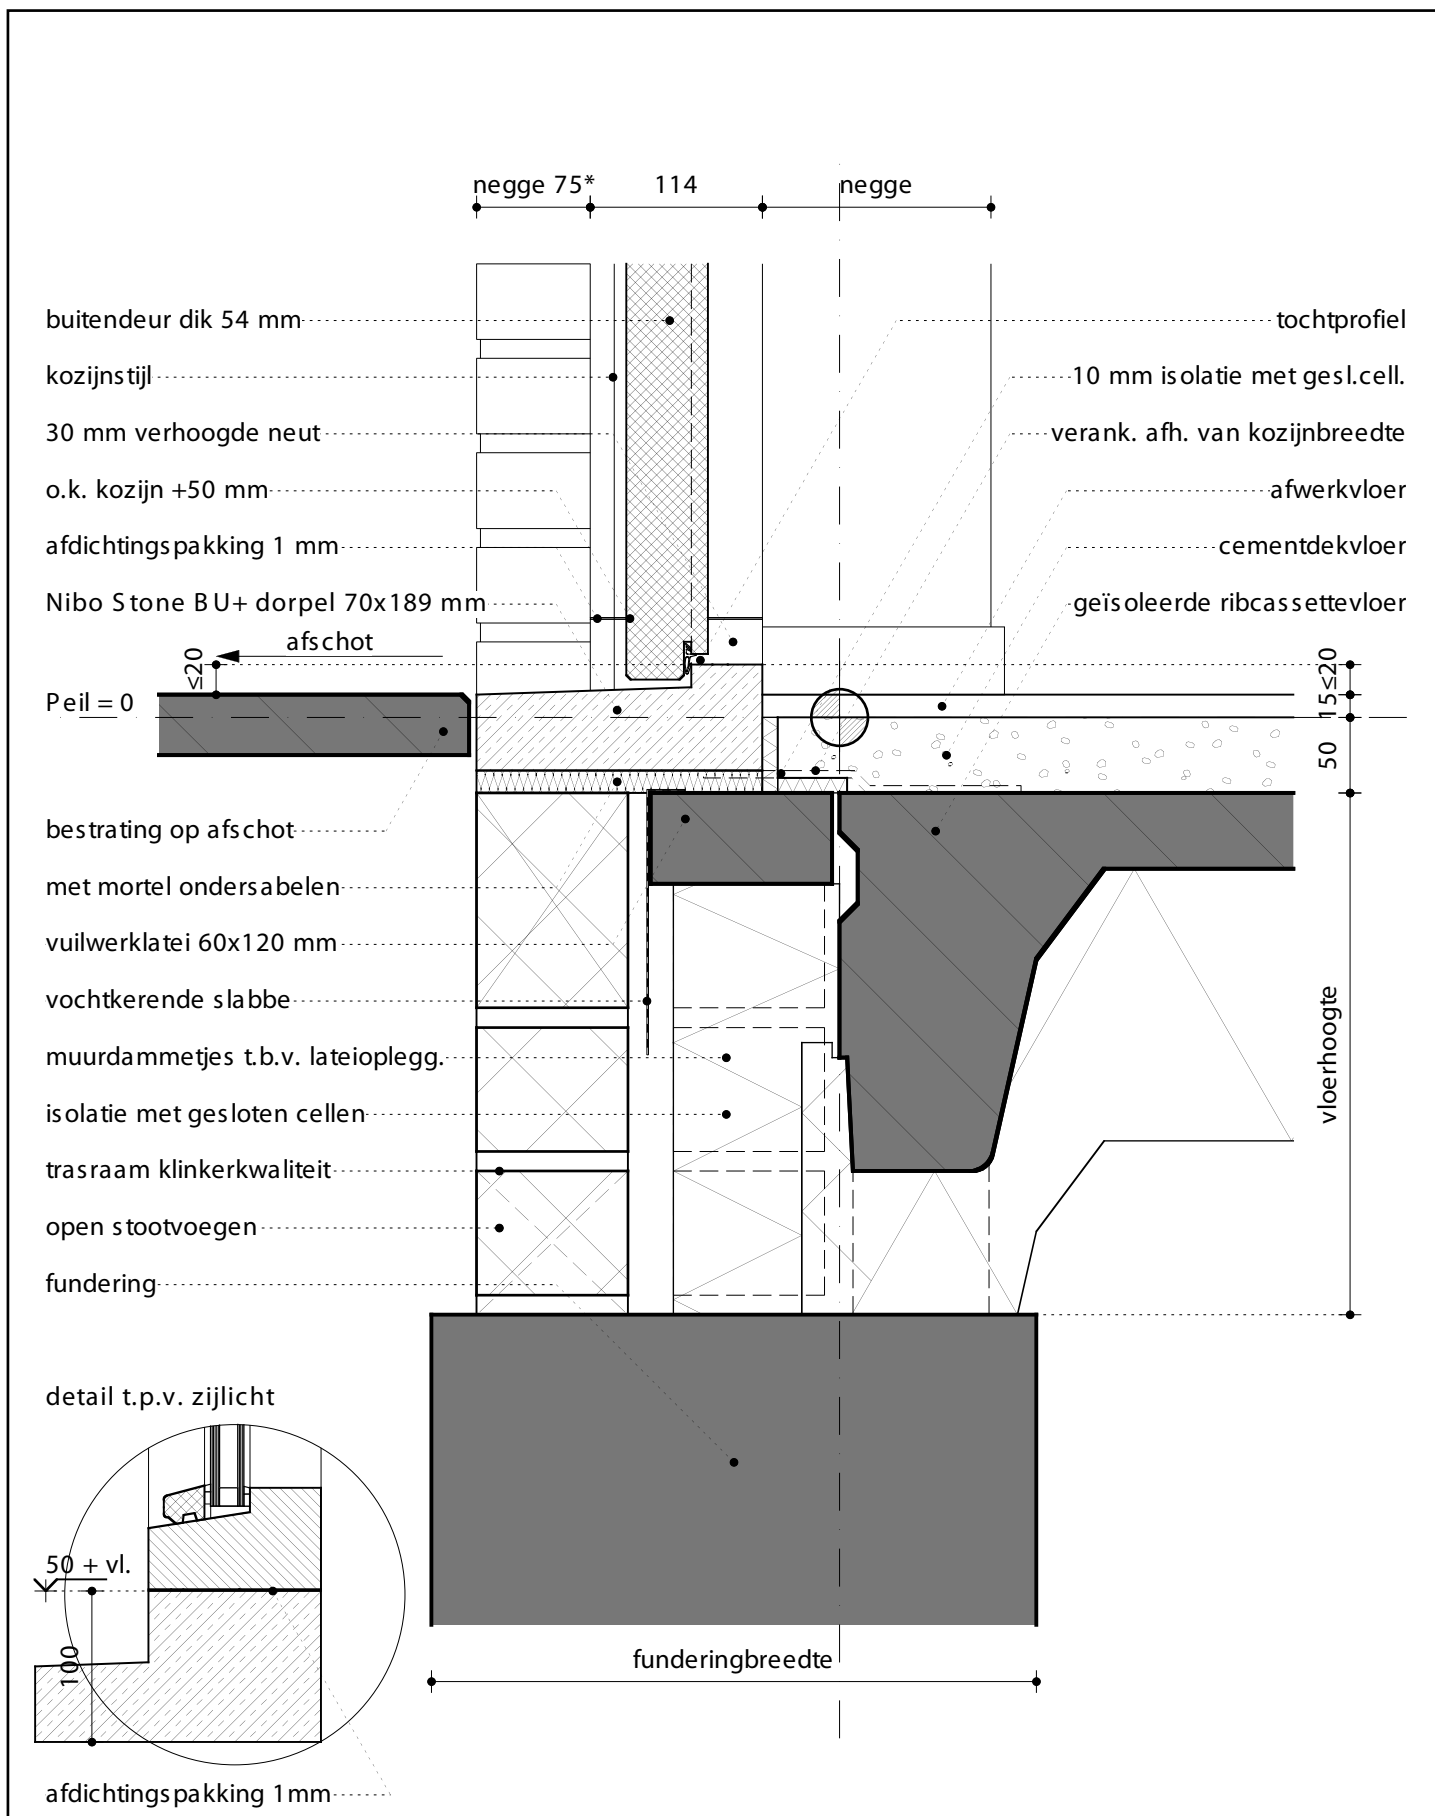 negge 75*
114
negge
buitendeur dik 54 mm
kozijnstijl
30 mm verhoogde neut
o.k. kozijn +50 mm
afdichtingspakking 1 mm
Nibo Stone BU+ dorpel 70x189 mm
afschot
≤20
Peil = 0
tochtprofiel
10 mm isolatie met gesl.cell.
verank. afh. van kozijnbreedte
afwerkvloer
cementdekvloer
geïsoleerde ribcassettevloer
≤20
15
50
vloerhoogte
bestrating op afschot
met mortel ondersabelen
vuilwerklatei 60x120 mm
vochtkerende slabbe
muurdammetjes t.b.v. lateioplegg.
isolatie met gesloten cellen
trasraam klinkerkwaliteit
open stootvoegen
fundering
detail t.p.v. zijlicht
50 + vl.
100
afdichtingspakking 1mm
funderingbreedte